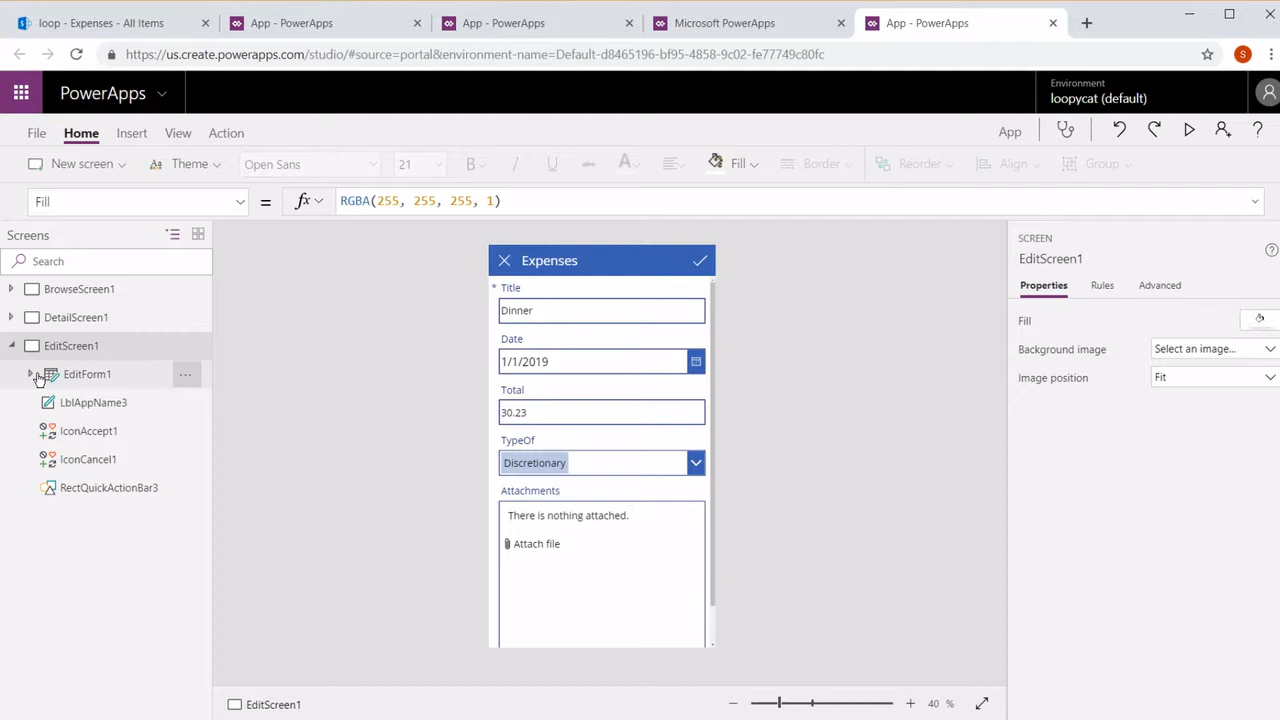 loop - Expenses - All Items
App - PowerApps
App - PowerApps
Microsoft PowerApps
App - PowerApps
https://us.create.powerapps.com/studio/#source=portal&environment-name=Default-d8465196-bf95-4858-9c02-fe77749c80fc
S
PowerApps
Environment
loopycat (default)
File Home Insert View Action
App
New screen Theme Open Sans 21 B / U abc A Fill Border Reorder Align Group
Fill = fx RGBA(255, 255, 255, 1)
Screens
Search
BrowseScreen1
DetailScreen1
EditScreen1
EditForm1 ...
LblAppName3
IconAccept1
IconCancel1
RectQuickActionBar3
Expenses
* Title
Dinner
Date
1/1/2019
Total
30.23
TypeOf
Discretionary
Attachments
There is nothing attached.
Attach file
SCREEN
EditScreen1
Properties Rules Advanced
Fill
Background image Select an image...
Image position Fit
EditScreen1
40 %